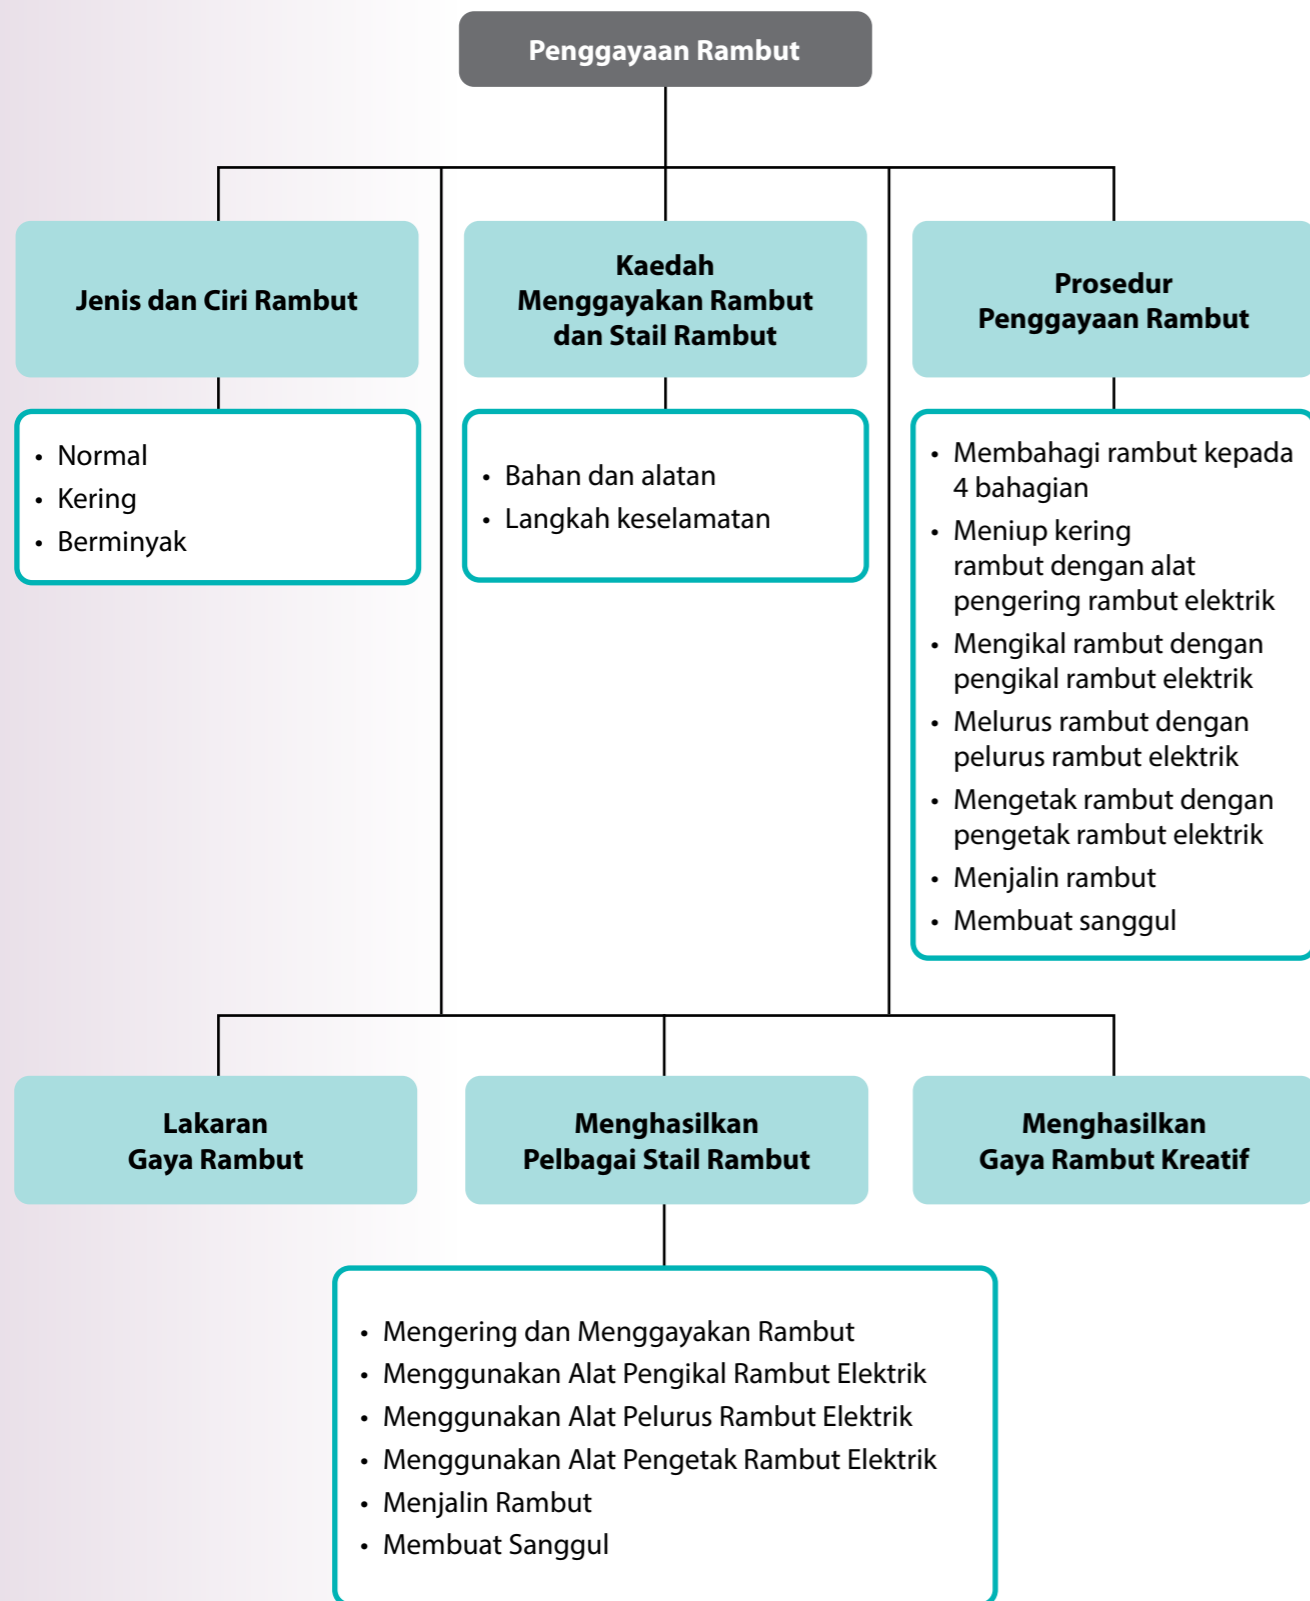 Penggayaan Rambut
Jenis dan Ciri Rambut
Kaedah
Menggayakan Rambut
dan Stail Rambut
Prosedur
Penggayaan Rambut
• Normal
• Kering
• Berminyak
• Bahan dan alatan
• Langkah keselamatan
• Membahagi rambut kepada
4 bahagian
• Meniup kering
rambut dengan alat
pengering rambut elektrik
• Mengikal rambut dengan
pengikal rambut elektrik
• Melurus rambut dengan
pelurus rambut elektrik
• Mengetak rambut dengan
pengetak rambut elektrik
• Menjalin rambut
• Membuat sanggul
Lakaran
Gaya Rambut
Menghasilkan
Pelbagai Stail Rambut
Menghasilkan
Gaya Rambut Kreatif
• Mengering dan Menggayakan Rambut
• Menggunakan Alat Pengikal Rambut Elektrik
• Menggunakan Alat Pelurus Rambut Elektrik
• Menggunakan Alat Pengetak Rambut Elektrik
• Menjalin Rambut
• Membuat Sanggul